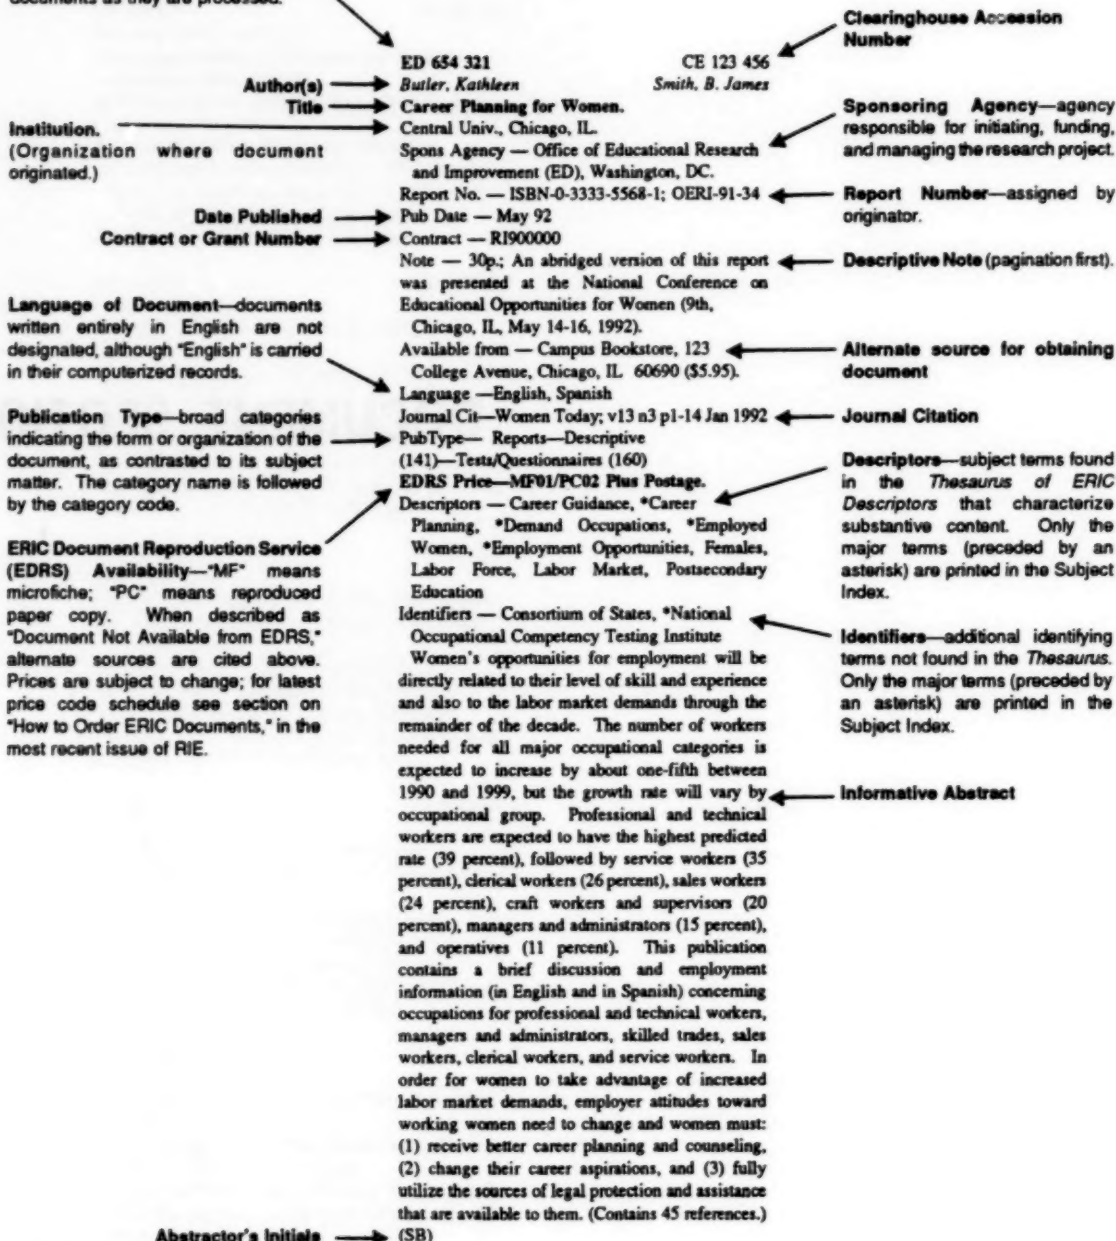 documents as they are processed.
Clearinghouse Accession
Number
ED 654 321 CE 123 456
Author(s) Butler, Kathleen Smith, B. James
Title Career Planning for Women.
Institution.
(Organization where document
originated.)
Central Univ., Chicago, IL.
Spons Agency — Office of Educational Research
and Improvement (ED), Washington, DC.
Sponsoring Agency—agency
responsible for initiating, funding,
and managing the research project.
Report No. — ISBN-0-3333-5568-1; OERI-91-34
Report Number—assigned by
originator.
Date Published Pub Date — May 92
Contract or Grant Number Contract — RI900000
Note — 30p.; An abridged version of this report
was presented at the National Conference on
Educational Opportunities for Women (9th,
Chicago, IL, May 14-16, 1992).
Descriptive Note (pagination first).
Available from — Campus Bookstore, 123
College Avenue, Chicago, IL 60690 ($5.95).
Alternate source for obtaining
document
Language of Document—documents
written entirely in English are not
designated, although "English" is carried
in their computerized records.
Language —English, Spanish
Journal Cit—Women Today; v13 n3 p1-14 Jan 1992
Journal Citation
Publication Type—broad categories
indicating the form or organization of the
document, as contrasted to its subject
matter. The category name is followed
by the category code.
PubType— Reports—Descriptive
(141)—Tests/Questionnaires (160)
EDRS Price—MF01/PC02 Plus Postage.
ERIC Document Reproduction Service
(EDRS) Availability—"MF" means
microfiche; "PC" means reproduced
paper copy. When described as
"Document Not Available from EDRS,"
alternate sources are cited above.
Prices are subject to change; for latest
price code schedule see section on
"How to Order ERIC Documents," in the
most recent issue of RIE.
Descriptors — Career Guidance, *Career
Planning, *Demand Occupations, *Employed
Women, *Employment Opportunities, Females,
Labor Force, Labor Market, Postsecondary
Education
Descriptors—subject terms found
in the Thesaurus of ERIC
Descriptors that characterize
substantive content. Only the
major terms (preceded by an
asterisk) are printed in the Subject
Index.
Identifiers — Consortium of States, *National
Occupational Competency Testing Institute
Identifiers—additional identifying
terms not found in the Thesaurus.
Only the major terms (preceded by
an asterisk) are printed in the
Subject Index.
Women's opportunities for employment will be
directly related to their level of skill and experience
and also to the labor market demands through the
remainder of the decade. The number of workers
needed for all major occupational categories is
expected to increase by about one-fifth between
1990 and 1999, but the growth rate will vary by
occupational group. Professional and technical
workers are expected to have the highest predicted
rate (39 percent), followed by service workers (35
percent), clerical workers (26 percent), sales workers
(24 percent), craft workers and supervisors (20
percent), managers and administrators (15 percent),
and operatives (11 percent). This publication
contains a brief discussion and employment
information (in English and in Spanish) concerning
occupations for professional and technical workers,
managers and administrators, skilled trades, sales
workers, clerical workers, and service workers. In
order for women to take advantage of increased
labor market demands, employer attitudes toward
working women need to change and women must:
(1) receive better career planning and counseling,
(2) change their career aspirations, and (3) fully
utilize the sources of legal protection and assistance
that are available to them. (Contains 45 references.)
Informative Abstract
Abstractor's Initials (SB)